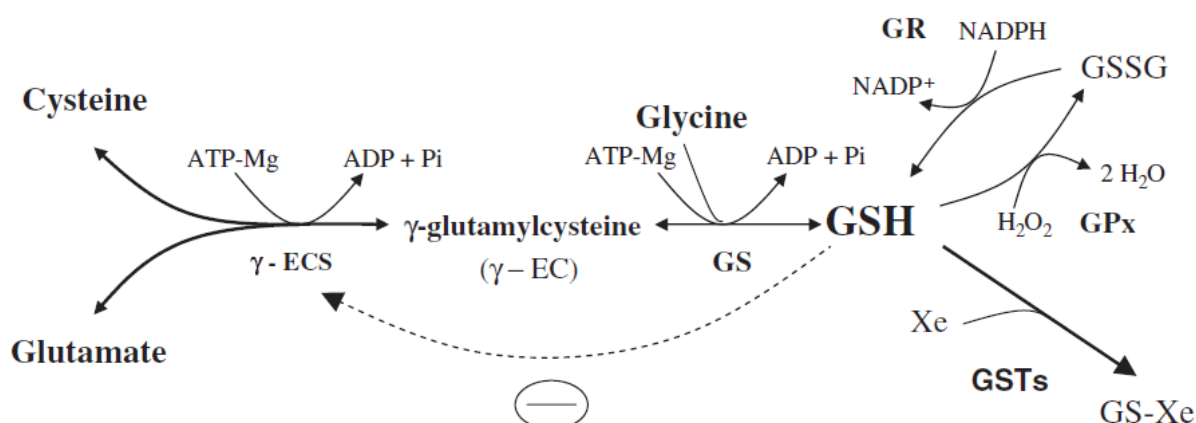 GR
NADPH
GSSG
NADP+
Cysteine
Glycine
ATP-Mg
ADP + Pi
ATP-Mg
ADP + Pi
2 H₂O
γ-glutamylcysteine
GSH
H₂O₂
GPx
γ - ECS
(γ – EC)
GS
Glutamate
Xe
GSTs
GS-Xe